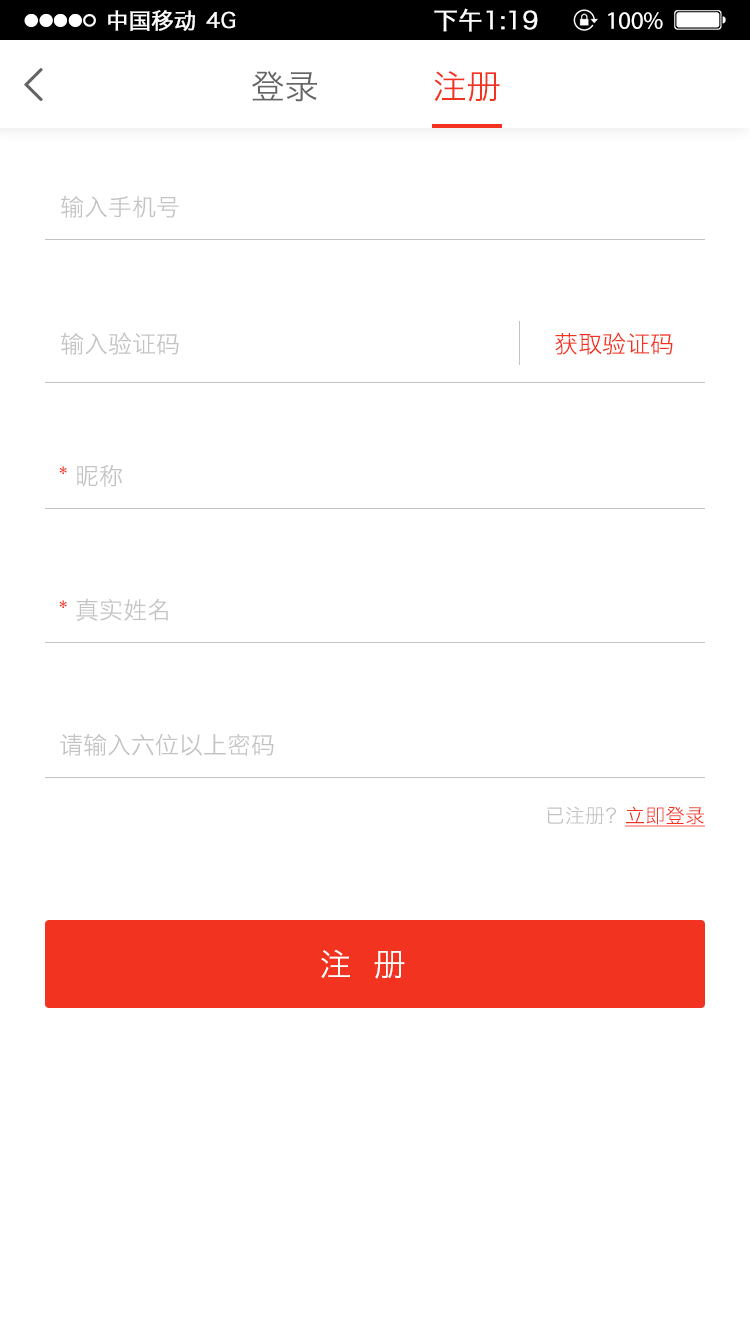 中国移动 4G 下午1:19 100%
登录 注册
输入手机号
输入验证码 获取验证码
* 昵称
* 真实姓名
请输入六位以上密码
已注册? 立即登录
注 册